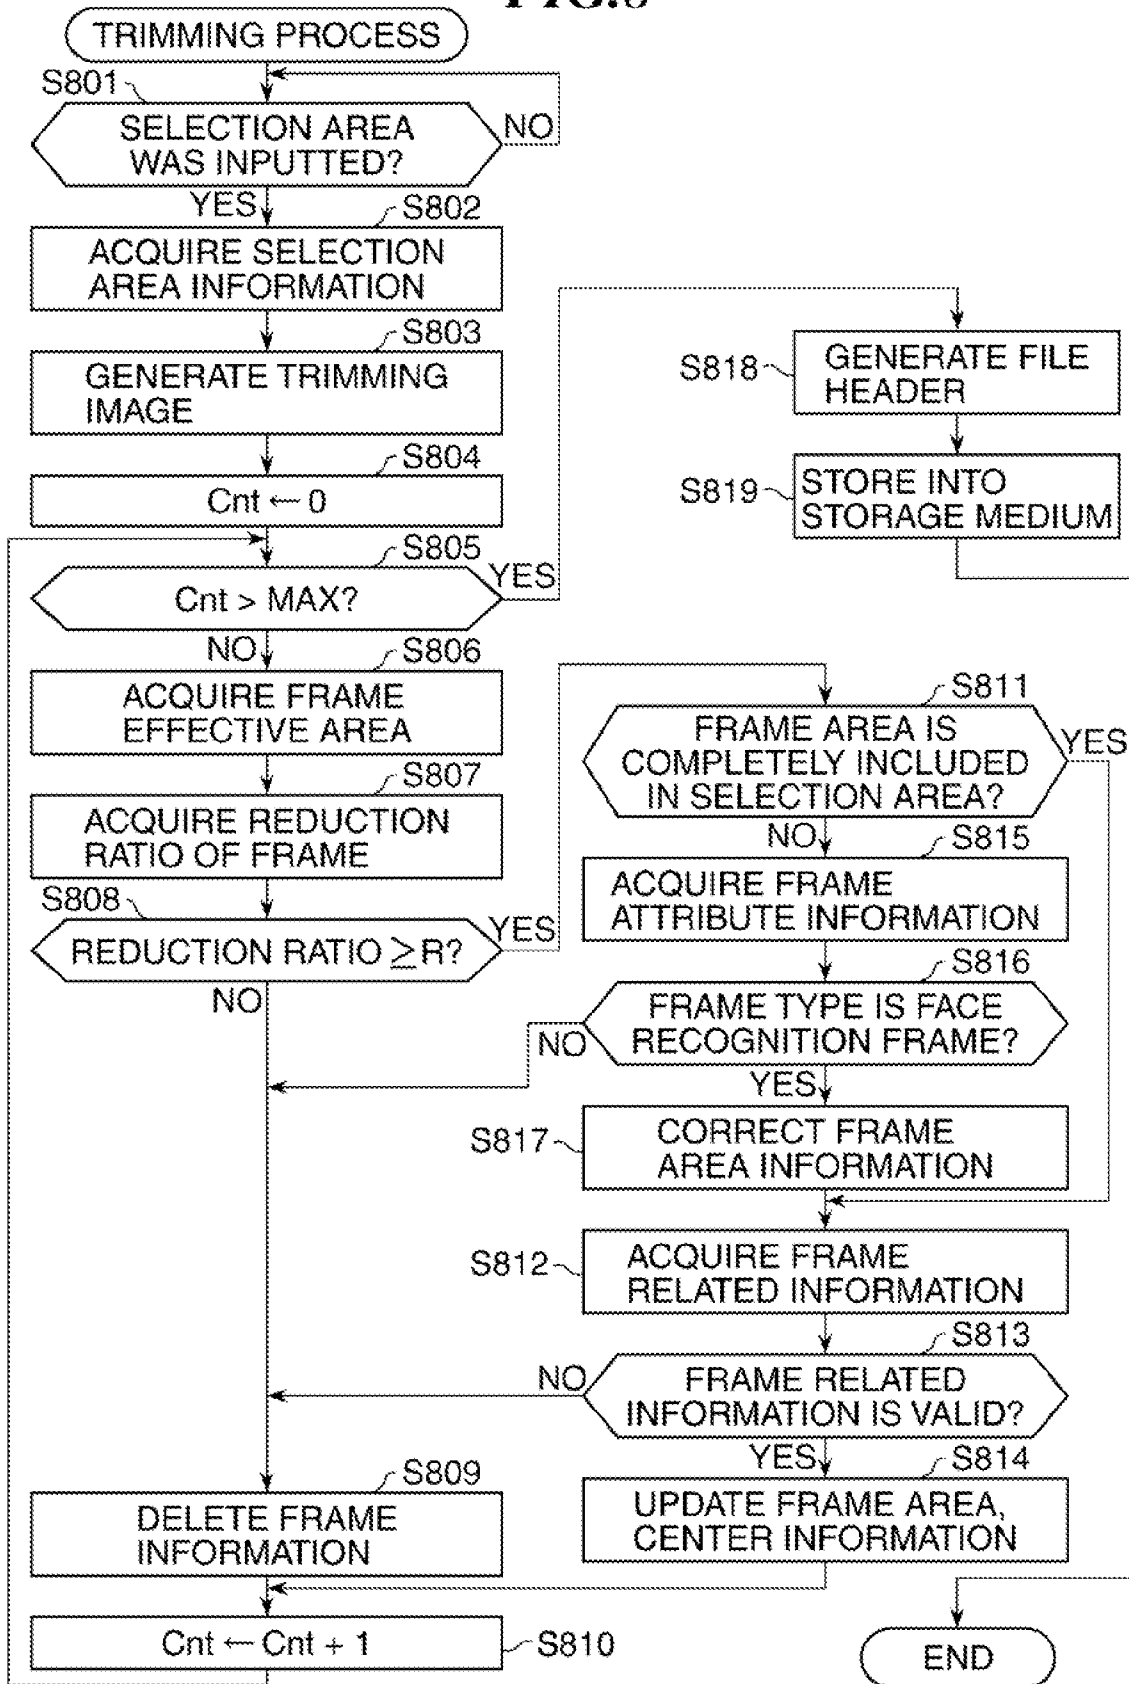 TRIMMING PROCESS
S801
SELECTION AREA
WAS INPUTTED?
NO
YES
S802
ACQUIRE SELECTION
AREA INFORMATION
S803
GENERATE TRIMMING
IMAGE
S804
Cnt ← 0
S805
Cnt > MAX?
YES
NO
S806
ACQUIRE FRAME
EFFECTIVE AREA
S807
ACQUIRE REDUCTION
RATIO OF FRAME
S808
REDUCTION RATIO ≥R?
YES
NO
S809
DELETE FRAME
INFORMATION
Cnt ← Cnt + 1
S810
S818
GENERATE FILE
HEADER
S819
STORE INTO
STORAGE MEDIUM
S811
FRAME AREA IS
COMPLETELY INCLUDED
IN SELECTION AREA?
YES
NO
S815
ACQUIRE FRAME
ATTRIBUTE INFORMATION
S816
FRAME TYPE IS FACE
RECOGNITION FRAME?
NO
YES
S817
CORRECT FRAME
AREA INFORMATION
S812
ACQUIRE FRAME
RELATED INFORMATION
S813
FRAME RELATED
INFORMATION IS VALID?
NO
YES
S814
UPDATE FRAME AREA,
CENTER INFORMATION
END